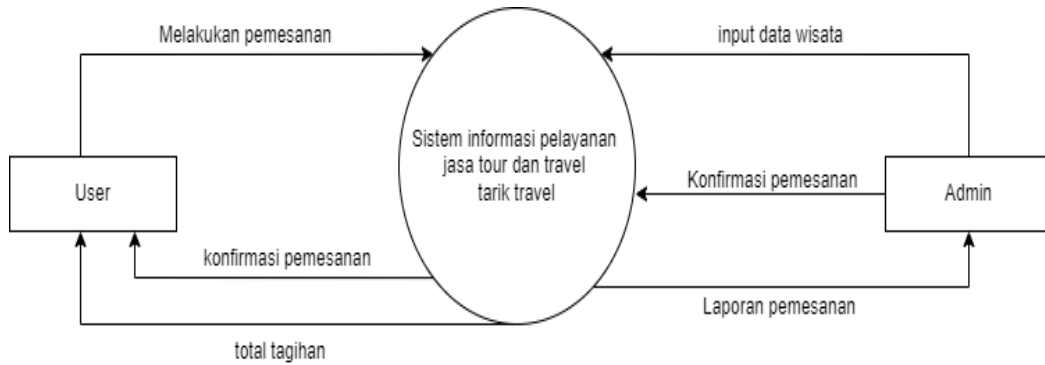 Melakukan pemesanan
input data wisata
Sistem informasi pelayanan
jasa tour dan travel
tarik travel
User
Konfirmasi pemesanan
Admin
konfirmasi pemesanan
Laporan pemesanan
total tagihan